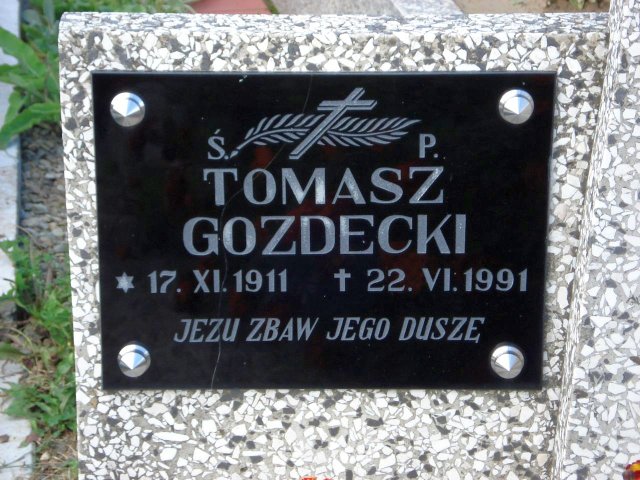 Ś. P.
TOMASZ
GOZDECKI
* 17. XI. 1911 † 22. VI. 1991
JEZU ZBAW JEGO DUSZĘ